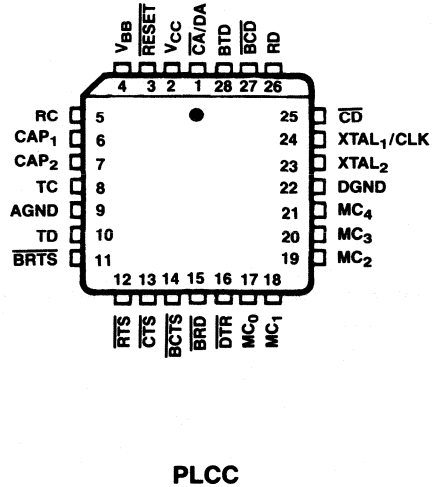 VBB RESET VCC CA/DA BTD BCD RD
4 3 2 1 28 27 26
RC 5 25 CD
CAP1 6 24 XTAL1/CLK
CAP2 7 23 XTAL2
TC 8 22 DGND
AGND 9 21 MC4
TD 10 20 MC3
BRTS 11 19 MC2
12 13 14 15 16 17 18
RTS CTS BCTS BRD DTR MC0 MC1
PLCC